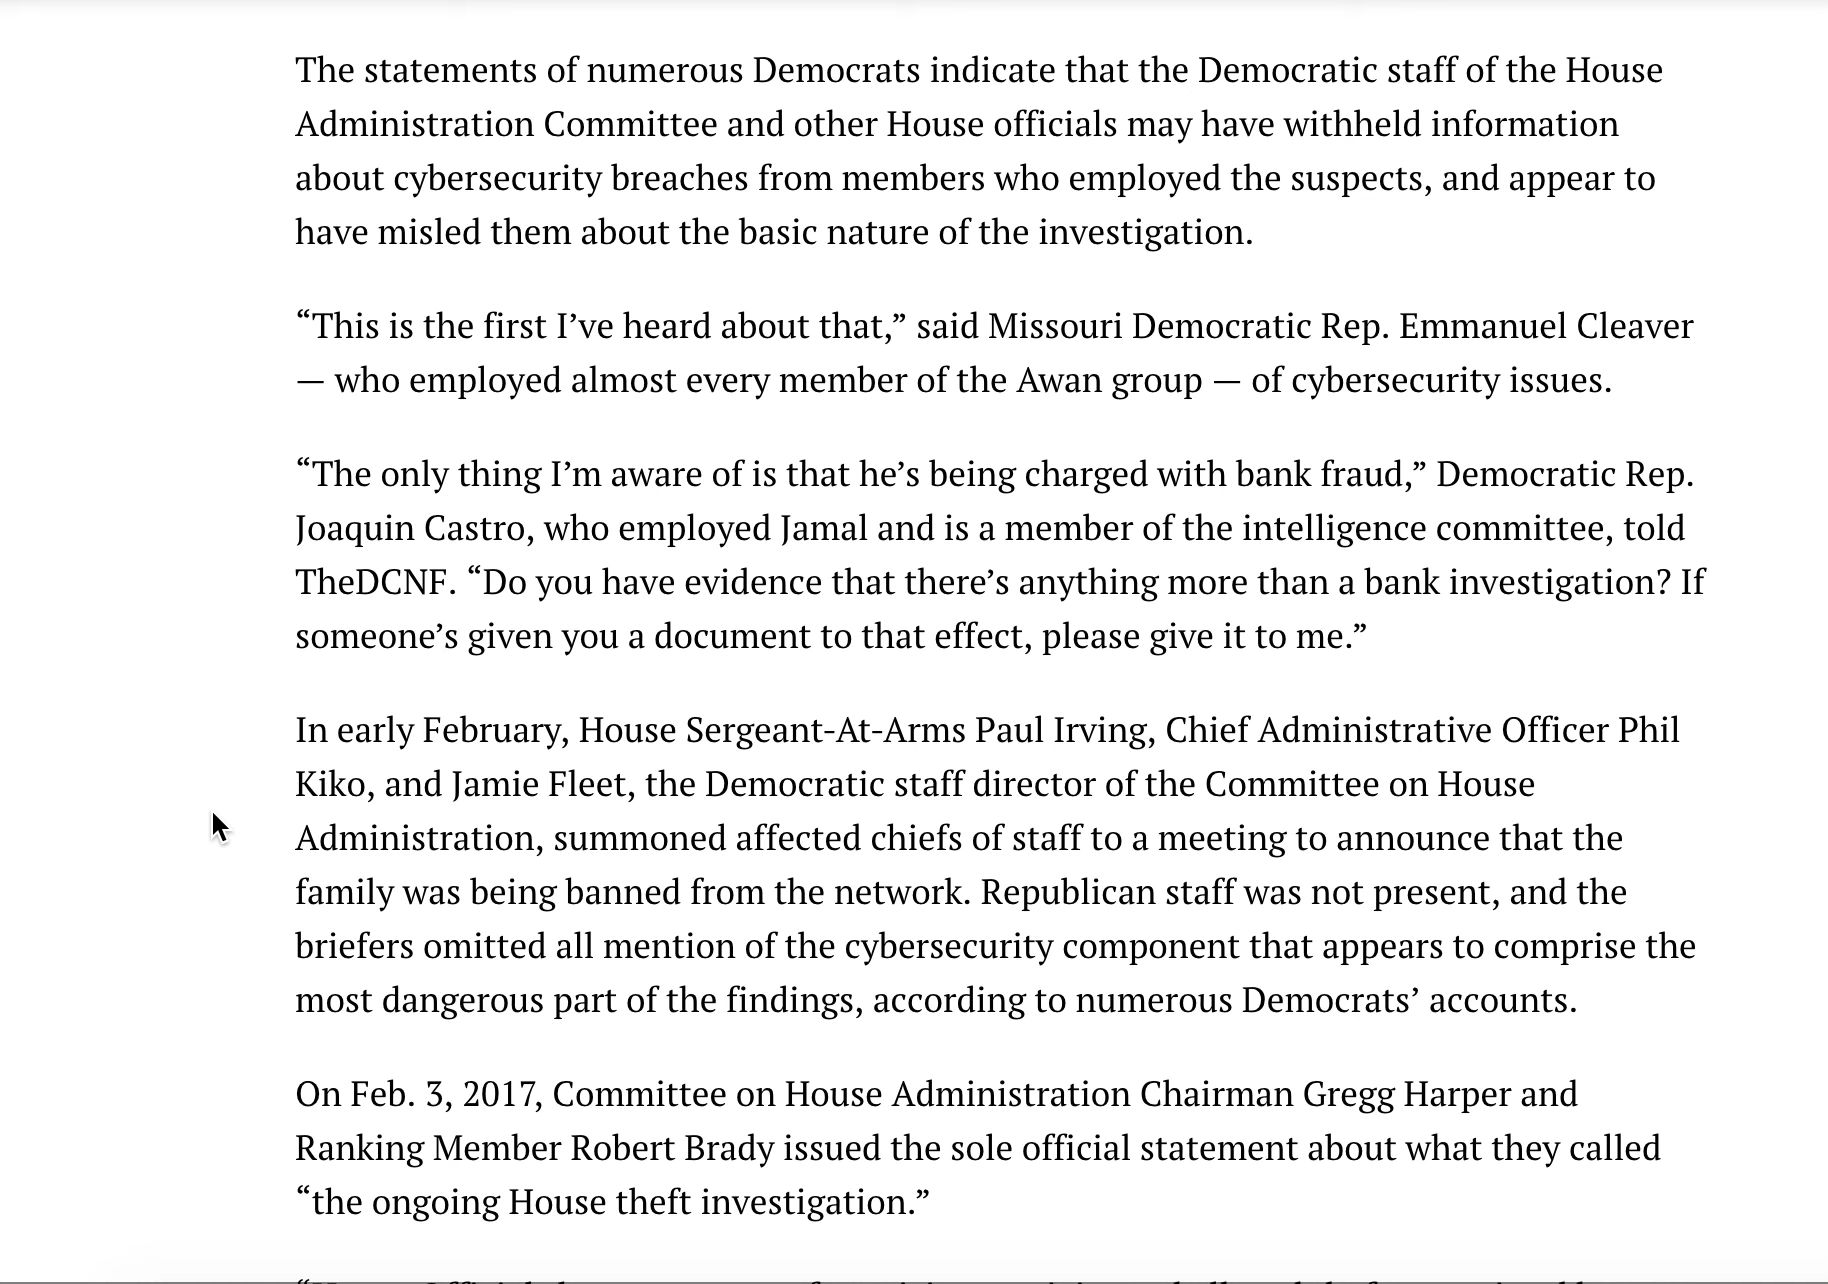 The statements of numerous Democrats indicate that the Democratic staff of the House
Administration Committee and other House officials may have withheld information
about cybersecurity breaches from members who employed the suspects, and appear to
have misled them about the basic nature of the investigation.
“This is the first I’ve heard about that,” said Missouri Democratic Rep. Emmanuel Cleaver
— who employed almost every member of the Awan group — of cybersecurity issues.
“The only thing I’m aware of is that he’s being charged with bank fraud,” Democratic Rep.
Joaquin Castro, who employed Jamal and is a member of the intelligence committee, told
TheDCNF. “Do you have evidence that there’s anything more than a bank investigation? If
someone’s given you a document to that effect, please give it to me.”
In early February, House Sergeant-At-Arms Paul Irving, Chief Administrative Officer Phil
Kiko, and Jamie Fleet, the Democratic staff director of the Committee on House
Administration, summoned affected chiefs of staff to a meeting to announce that the
family was being banned from the network. Republican staff was not present, and the
briefers omitted all mention of the cybersecurity component that appears to comprise the
most dangerous part of the findings, according to numerous Democrats’ accounts.
On Feb. 3, 2017, Committee on House Administration Chairman Gregg Harper and
Ranking Member Robert Brady issued the sole official statement about what they called
“the ongoing House theft investigation.”